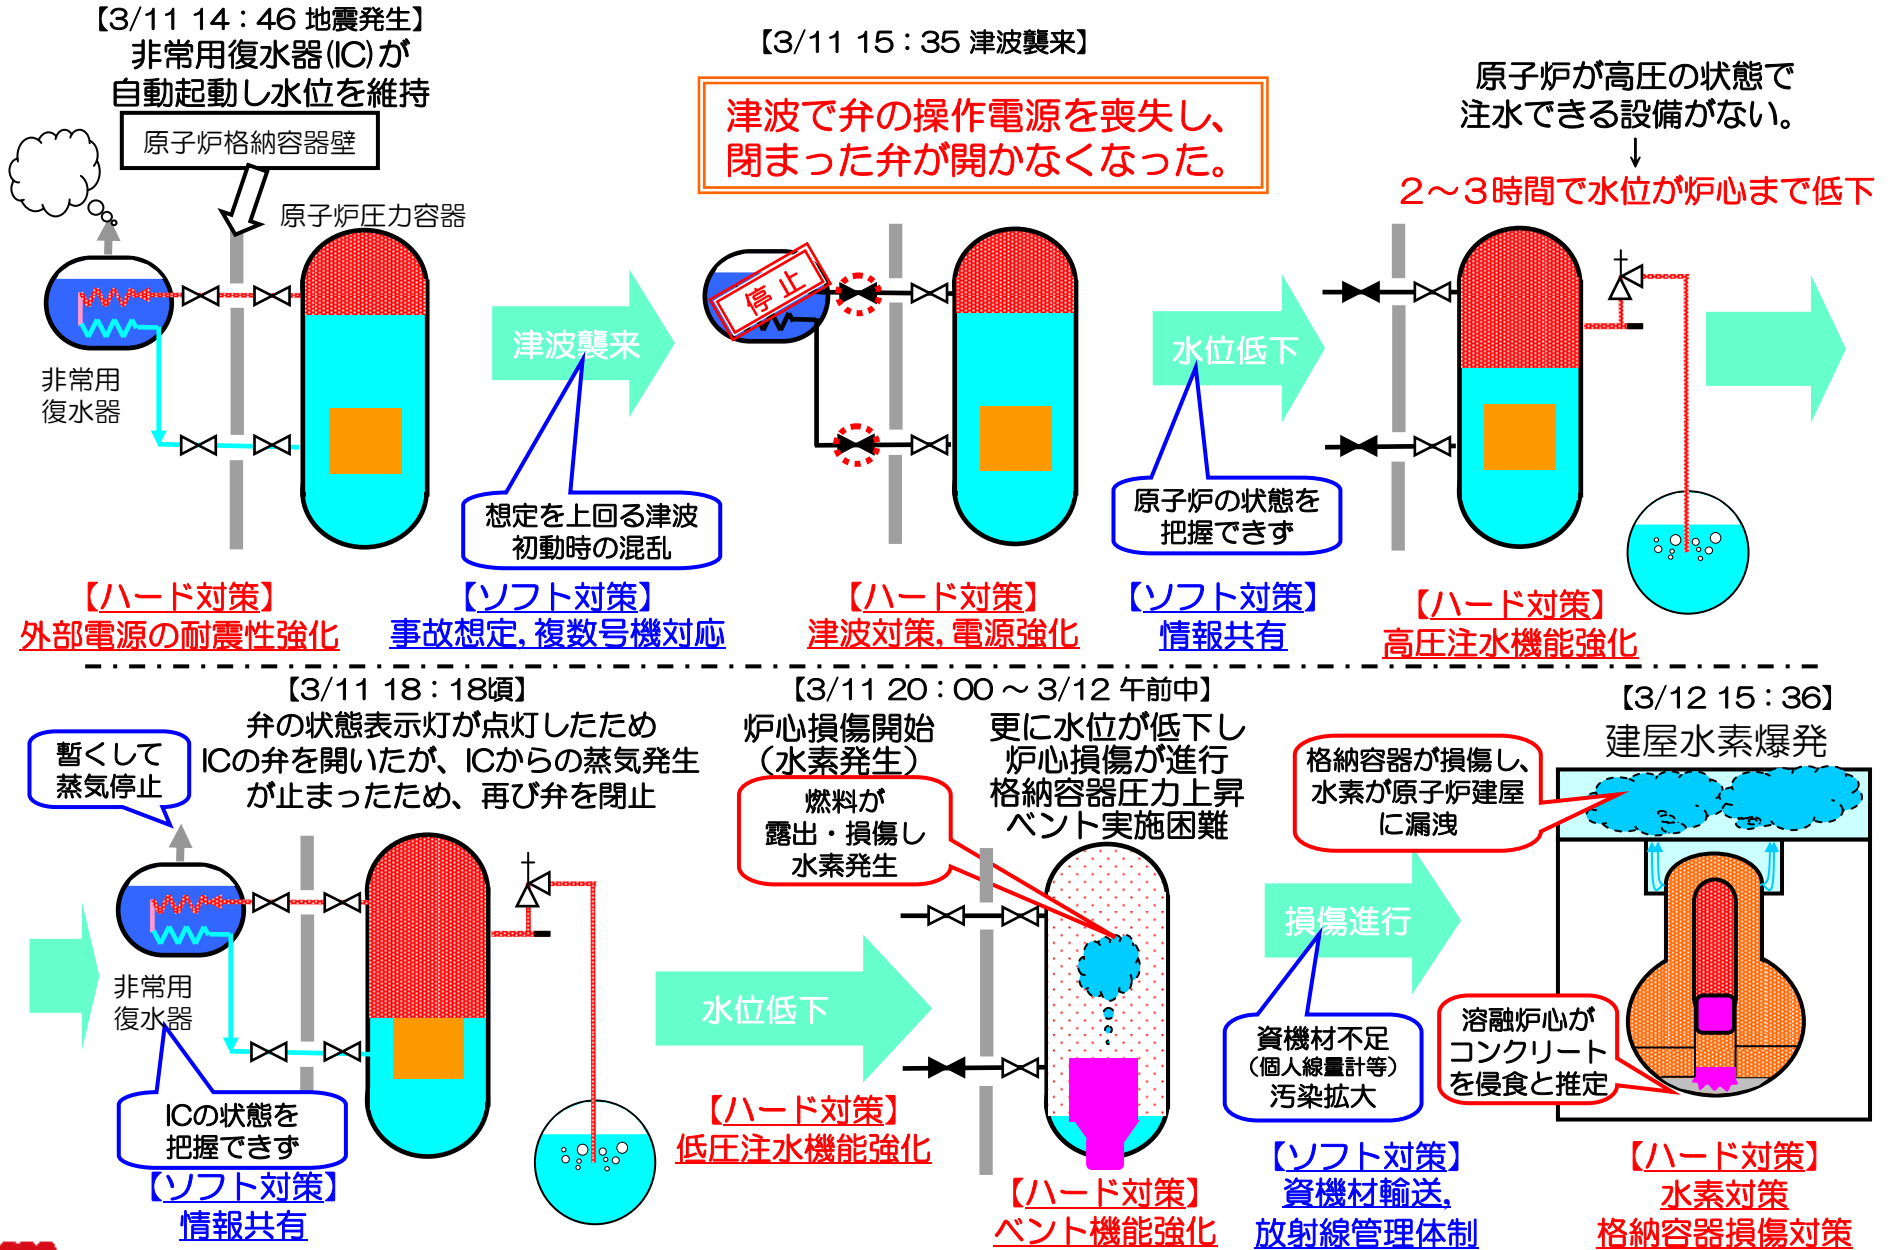 【3/11 14：46 地震発生】
非常用復水器(IC)が
自動起動し水位を維持
原子炉格納容器壁
原子炉圧力容器
非常用
復水器
【ハード対策】
外部電源の耐震性強化
津波襲来
想定を上回る津波
初動時の混乱
【ソフト対策】
事故想定,複数号機対応
【3/11 15：35 津波襲来】
津波で弁の操作電源を喪失し、
閉まった弁が開かなくなった。
停止
【ハード対策】
津波対策,電源強化
水位低下
原子炉の状態を
把握できず
【ソフト対策】
情報共有
原子炉が高圧の状態で
注水できる設備がない。
↓
2～3時間で水位が炉心まで低下
【ハード対策】
高圧注水機能強化
【3/11 18：18頃】
弁の状態表示灯が点灯したため
ICの弁を開いたが、ICからの蒸気発生
が止まったため、再び弁を閉止
暫くして
蒸気停止
非常用
復水器
ICの状態を
把握できず
【ソフト対策】
情報共有
水位低下
【ハード対策】
低圧注水機能強化
【3/11 20：00 ～ 3/12 午前中】
炉心損傷開始
（水素発生）
更に水位が低下し
炉心損傷が進行
格納容器圧力上昇
ベント実施困難
燃料が
露出・損傷し
水素発生
【ハード対策】
ベント機能強化
損傷進行
資機材不足
（個人線量計等）
汚染拡大
【ソフト対策】
資機材輸送,
放射線管理体制
【3/12 15：36】
建屋水素爆発
格納容器が損傷し、
水素が原子炉建屋
に漏洩
溶融炉心が
コンクリート
を侵食と推定
【ハード対策】
水素対策
格納容器損傷対策